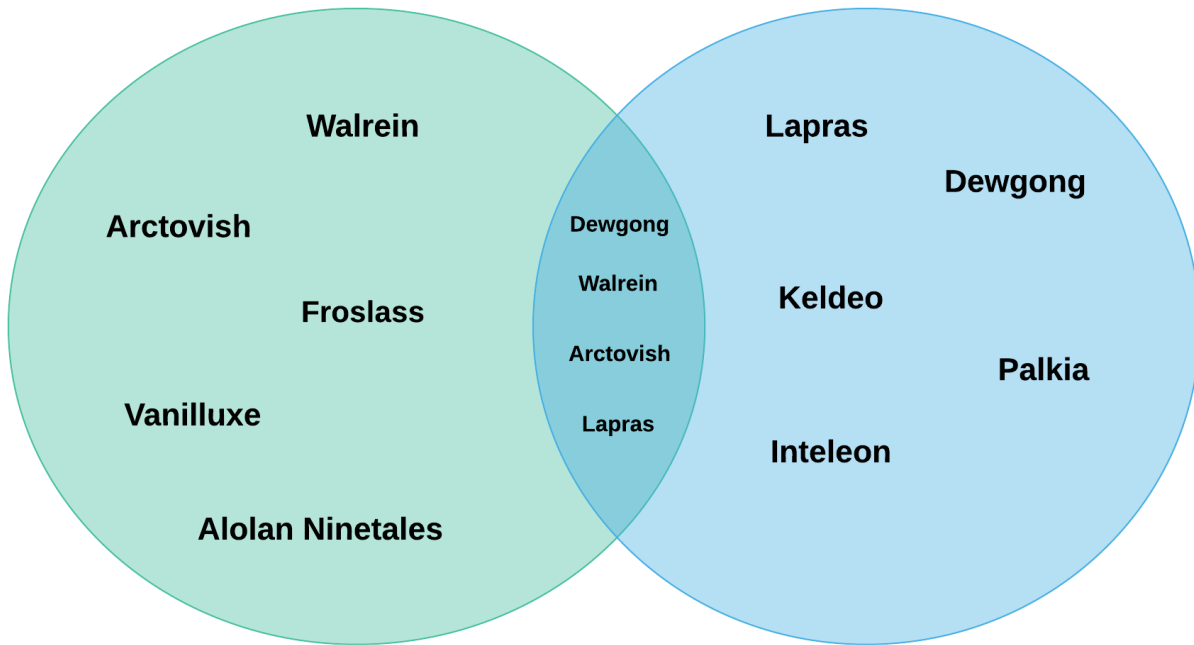 Walrein
Arctovish
Froslass
Vanilluxe
Alolan Ninetales
Dewgong
Walrein
Arctovish
Lapras
Lapras
Dewgong
Keldeo
Palkia
Inteleon